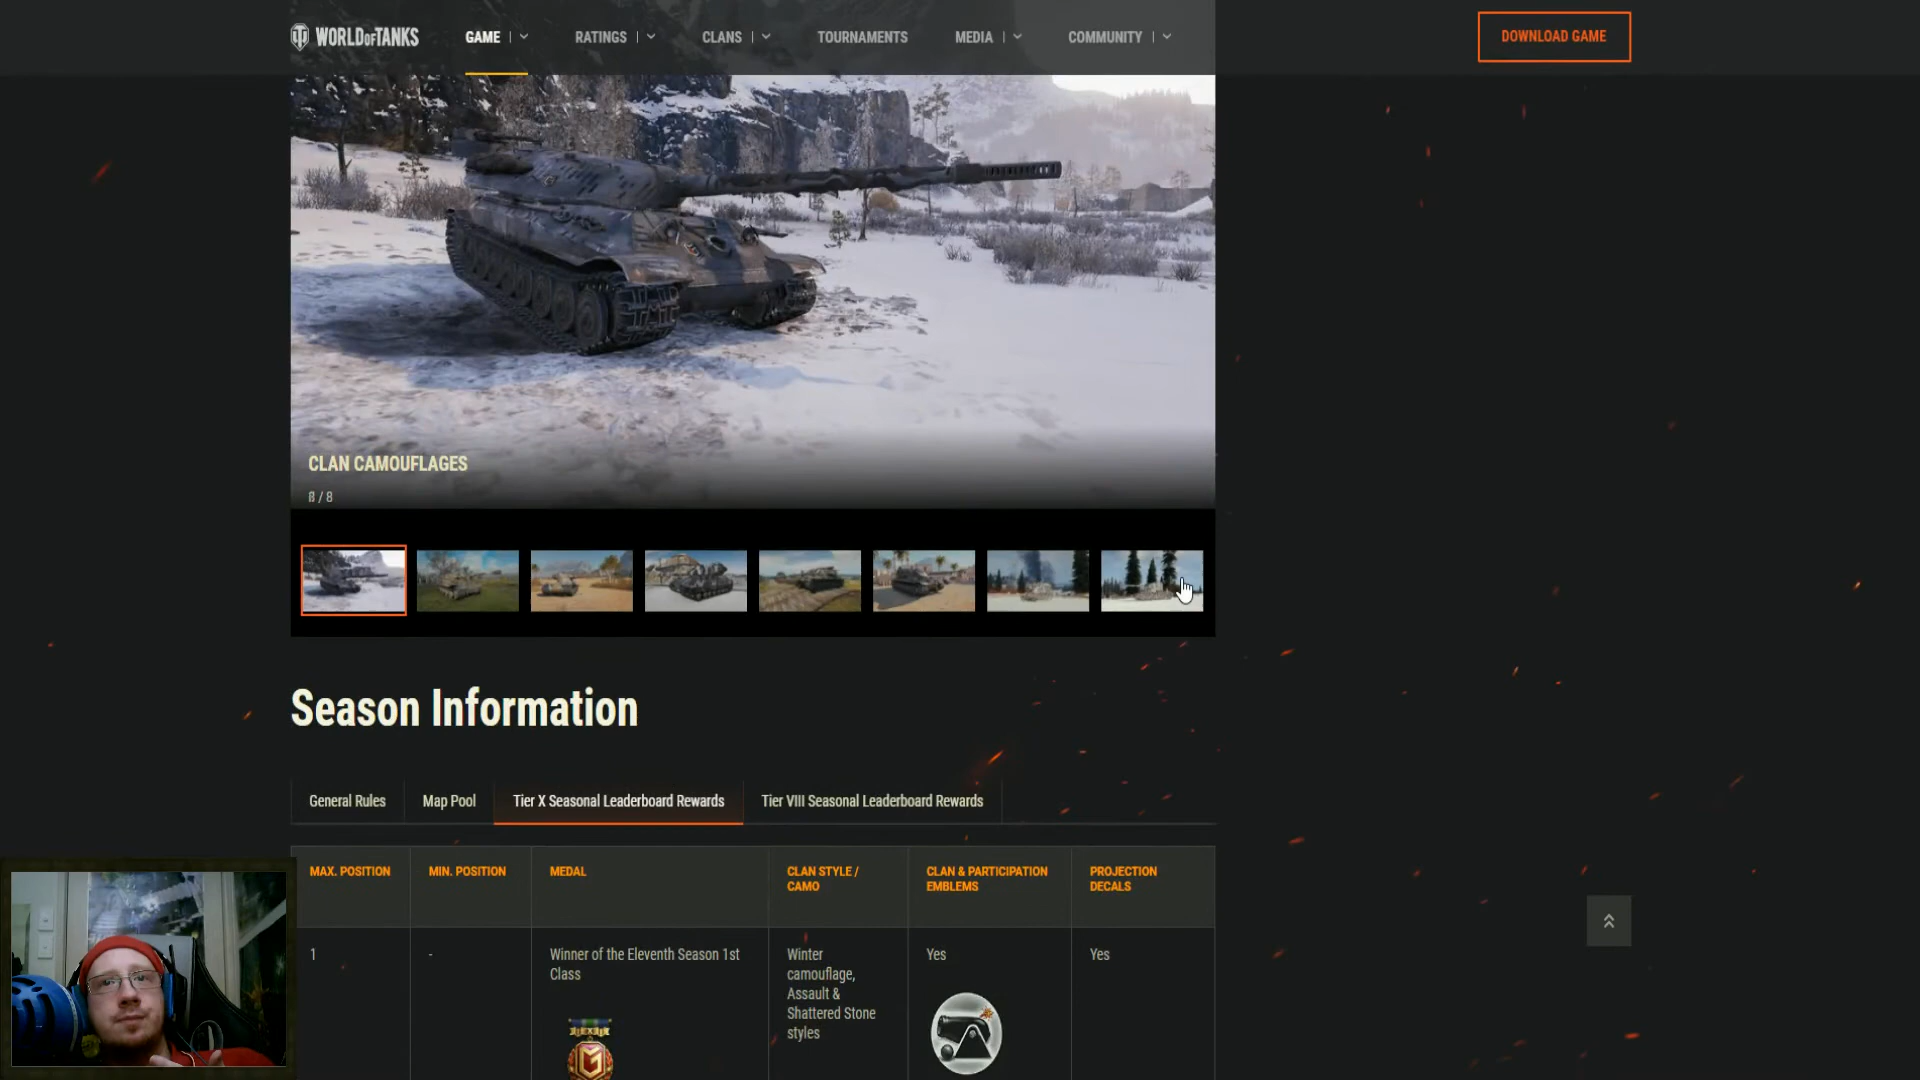 WORLD OF TANKS GAME RATINGS CLANS TOURNAMENTS MEDIA COMMUNITY DOWNLOAD GAME
CLAN CAMOUFLAGES
/ 8
Season Information
General Rules Map Pool Tier X Seasonal Leaderboard Rewards Tier VIII Seasonal Leaderboard Rewards
MAX. POSITION MIN. POSITION MEDAL CLAN STYLE / CLAN & PARTICIPATION PROJECTION
CAMO EMBLEMS DECALS
1 - Winner of the Eleventh Season 1st Winter Yes Yes
Class camouflage,
Assault &
Shattered Stone
styles